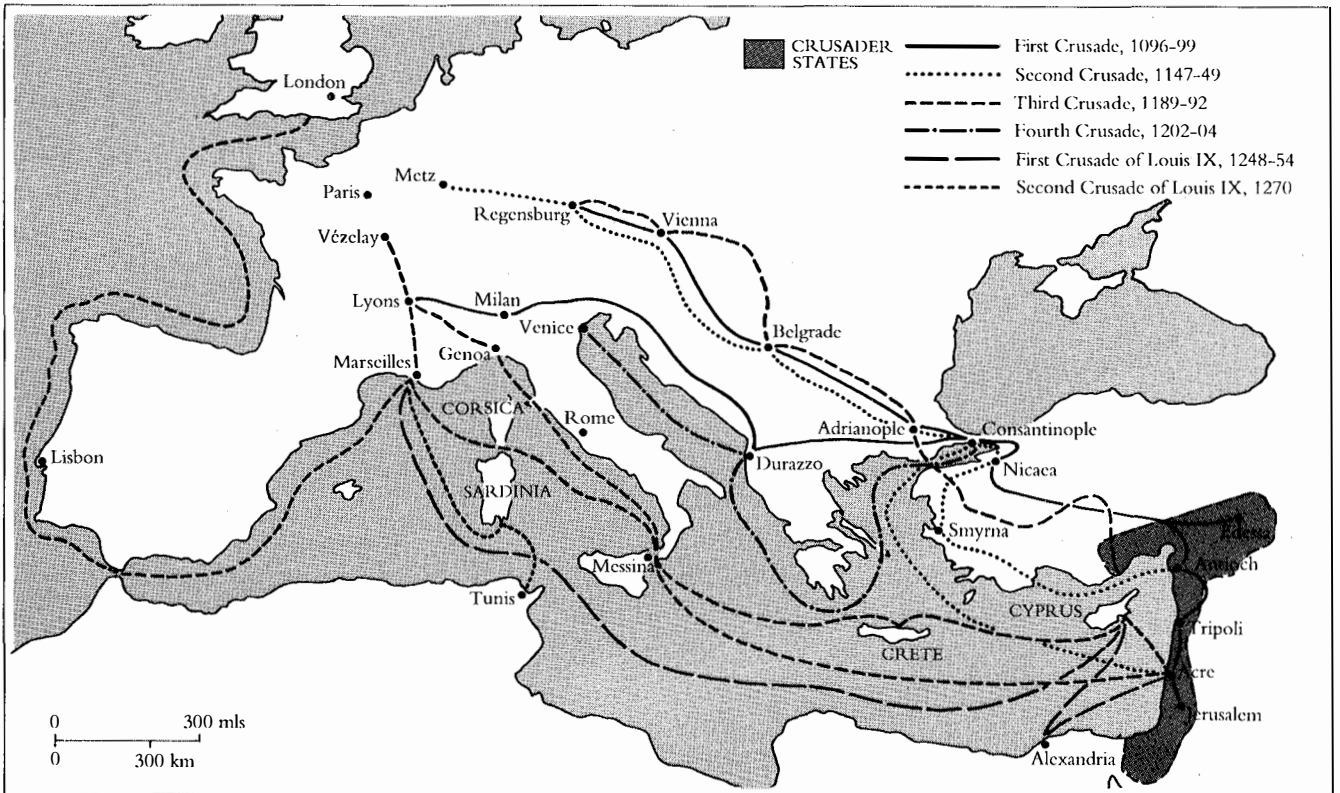 CRUSADER
STATES
First Crusade, 1096-99
Second Crusade, 1147-49
Third Crusade, 1189-92
Fourth Crusade, 1202-04
First Crusade of Louis IX, 1248-54
Second Crusade of Louis IX, 1270
London
Metz
Paris
Regensburg
Vienna
Vézelay
Lyons
Milan
Venice
Belgrade
Genoa
Marseilles
CORSICA
Rome
Adrianople
Consantinople
Lisbon
Durazzo
Nicaea
SARDINIA
Smyrna
Edessa
Messina
Antioch
Tunis
CYPRUS
Tripoli
CRETE
Acre
Jerusalem
0 300 mls
0 300 km
Alexandria